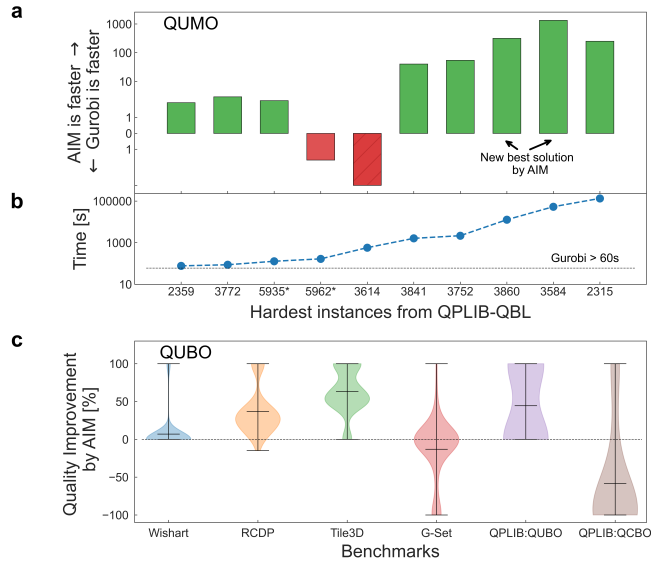 a
QUMO
AIM is faster →
← Gurobi is faster
1000
100
10
1
0
1
New best solution
by AIM
b
Time [s]
100000
1000
10
Gurobi > 60s
2359 3772 5935* 5962* 3614 3841 3752 3860 3584 2315
Hardest instances from QPLIB-QBL
c
QUBO
Quality Improvement
by AIM [%]
100
50
0
−50
−100
Wishart RCDP Tile3D G-Set QPLIB:QUBO QPLIB:QCBO
Benchmarks